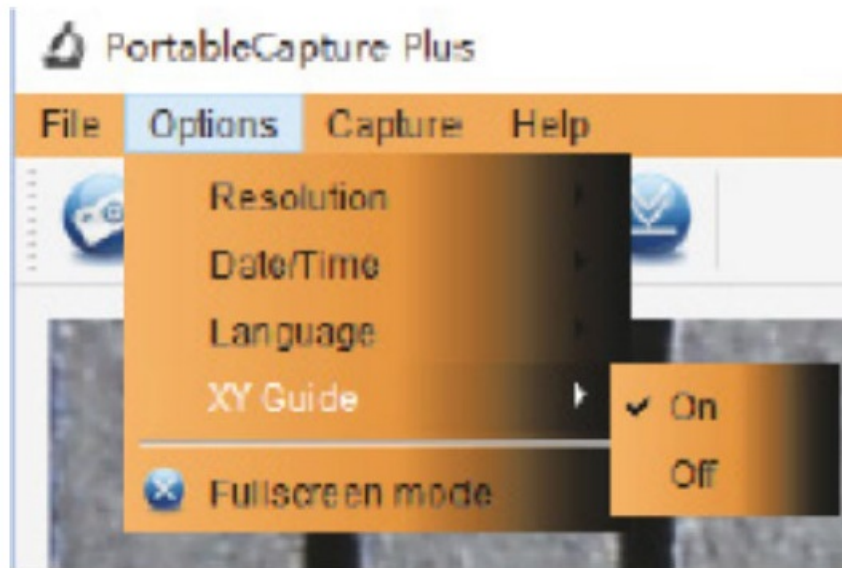 PortableCapture Plus
File Options Capture Help
Resolution
Date/Time
Language
XY Guide
On
Off
Fullscreen mode